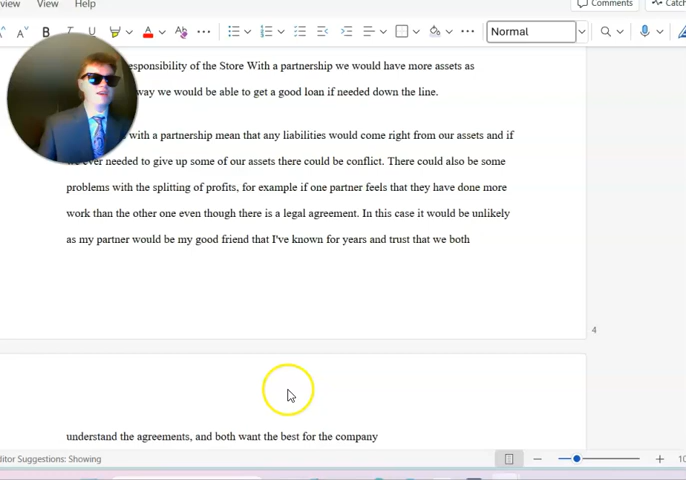 view View Help Comments Catch
B I U Normal
esponsibility of the Store With a partnership we would have more assets as
way we would be able to get a good loan if needed down the line.
with a partnership mean that any liabilities would come right from our assets and if
ever needed to give up some of our assets there could be conflict. There could also be some
problems with the splitting of profits, for example if one partner feels that they have done more
work than the other one even though there is a legal agreement. In this case it would be unlikely
as my partner would be my good friend that I've known for years and trust that we both
4
understand the agreements, and both want the best for the company
ditor Suggestions: Showing 10